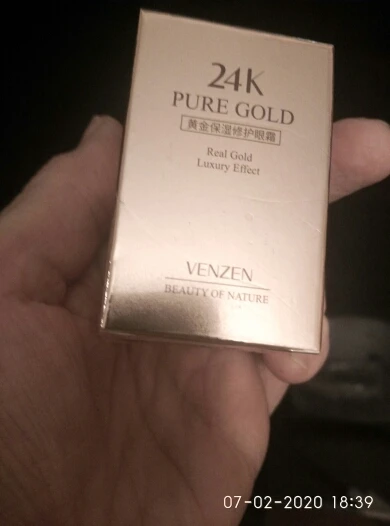 24K
PURE GOLD
黄金保湿修护眼霜
Real Gold
Luxury Effect
VENZEN
BEAUTY OF NATURE
07-02-2020 18:39